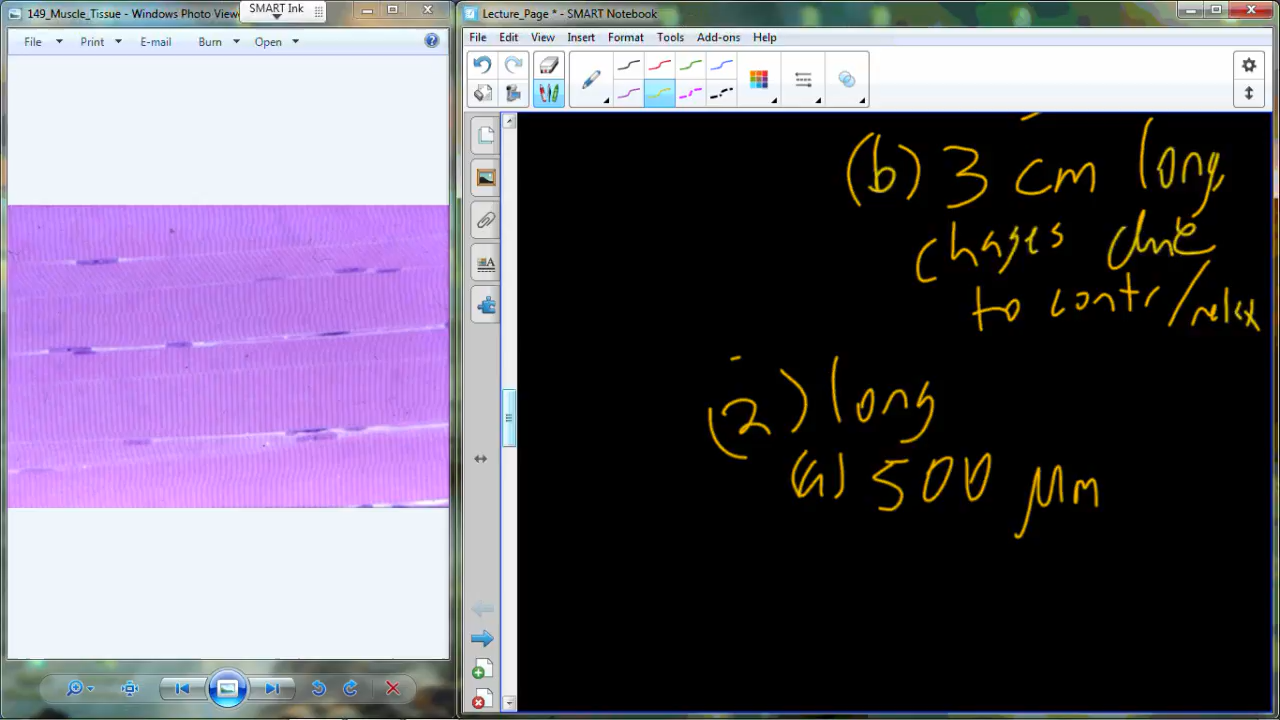 149_Muscle_Tissue - Windows Photo View
SMART Ink
File Print E-mail Burn Open
Lecture_Page * - SMART Notebook
File Edit View Insert Format Tools Add-ons Help
(b) 3 cm long,
chages due
to contr/relax
(2) long
(a) 500 μm